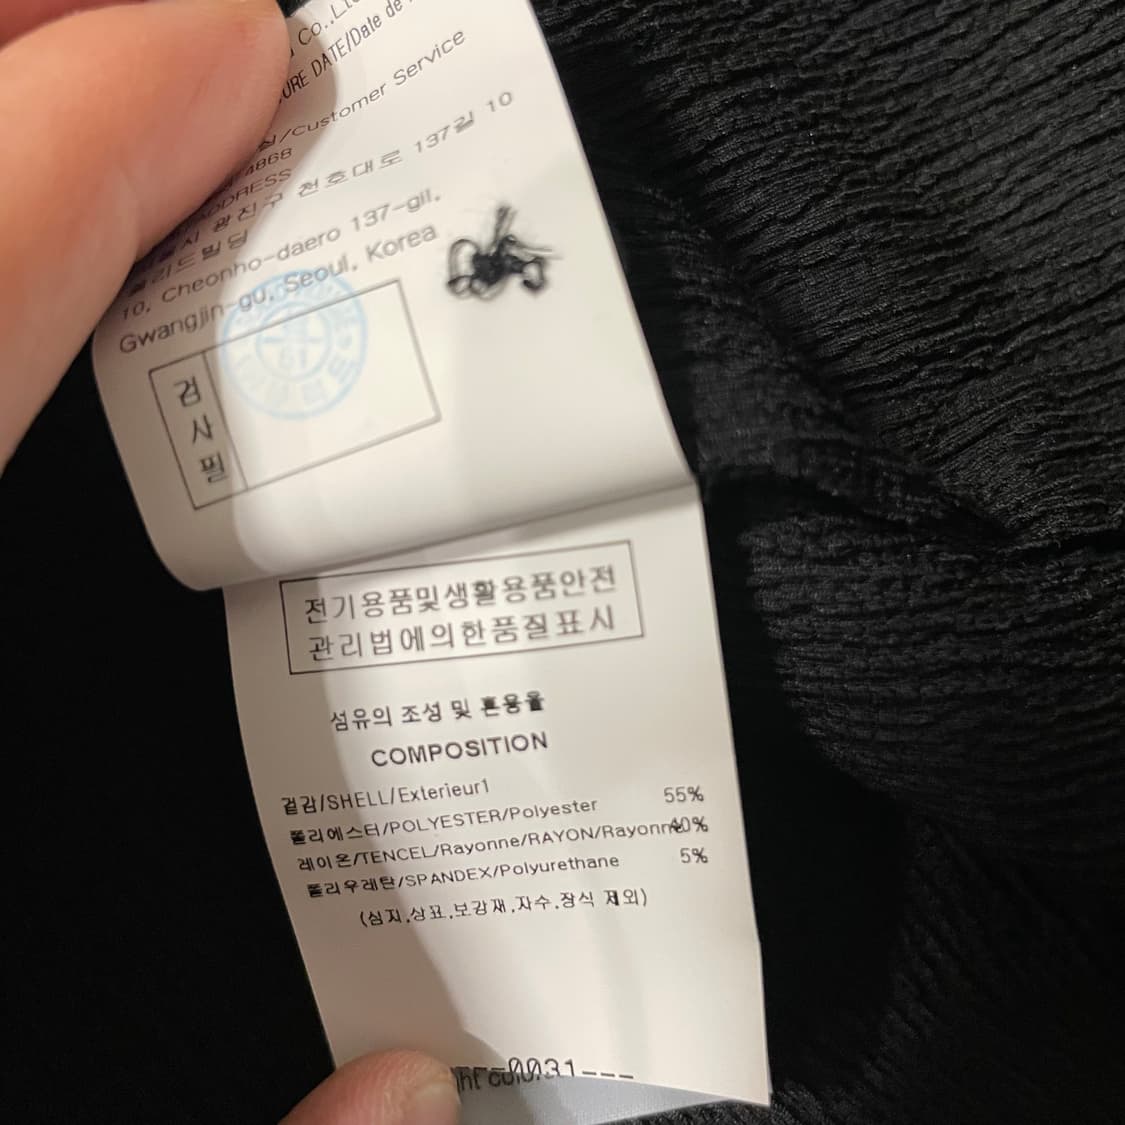 Co.,Lt
URE DATE/Date de
/Customer Service
4868
ADDRESS
광진구 천호대로 137길 10
빌딩
10, Cheonho-daero 137-gil,
Gwangjin-gu, Seoul, Korea
검
사
필
전기용품및생활용품안전
관리법에의한품질표시
섬유의 조성 및 혼용율
COMPOSITION
겉감/SHELL/Exterieur1
폴리에스터/POLYESTER/Polyester 55%
레이온/TENCEL/Rayonne/RAYON/Rayonne 40%
폴리우레탄/SPANDEX/Polyurethane 5%
(심지,상표,보강재,자수,장식 제외)